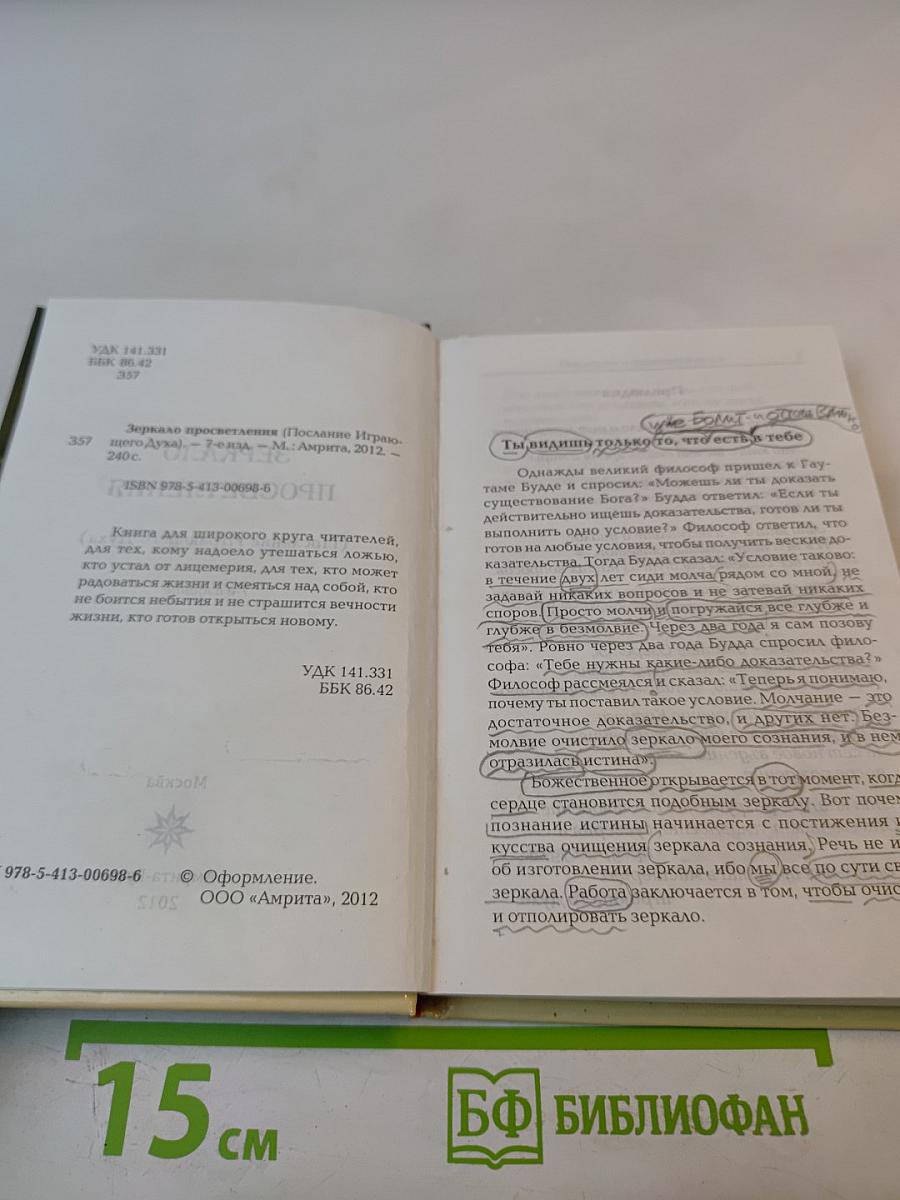 УДК 141.331
ББК 86.42
З57
Зеркало просветления (Послание Играю-
З57 щего Духа). — 7-е изд. — М.: Амрита, 2012. —
240 с.
ISBN 978-5-413-00698-6
Книга для широкого круга читателей,
для тех, кому надоело утешаться ложью,
кто устал от лицемерия, для тех, кто может
радоваться жизни и смеяться над собой, кто
не боится небытия и не страшится вечности
жизни, кто готов открыться новому.
УДК 141.331
ББК 86.42
978-5-413-00698-6 © Оформление.
ООО «Амрита», 2012
Ты видишь только то, что есть в тебе
Однажды великий философ пришел к Гау-
таме Будде и спросил: «Можешь ли ты доказать
существование Бога?» Будда ответил: «Если ты
действительно ищешь доказательства, готов ли ты
выполнить одно условие?» Философ ответил, что
готов на любые условия, чтобы получить веские до-
казательства. Тогда Будда сказал: «Условие таково:
в течение двух лет сиди молча рядом со мной, не
задавай никаких вопросов и не затевай никаких
споров. Просто молчи и погружайся все глубже и
глубже в безмолвие. Через два года я сам позову
тебя». Ровно через два года Будда спросил фило-
софа: «Тебе нужны какие-либо доказательства?»
Философ рассмеялся и сказал: «Теперь я понимаю,
почему ты поставил такое условие. Молчание — это
достаточное доказательство, и других нет. Без-
молвие очистило зеркало моего сознания, и в нем
отразилась истина».
Божественное открывается в тот момент, когд
сердце становится подобным зеркалу. Вот почем
познание истины начинается с постижения и
кусства очищения зеркала сознания. Речь не и
об изготовлении зеркала, ибо мы все по сути св
зеркала. Работа заключается в том, чтобы очис
и отполировать зеркало.
15 см
БФ БИБЛИОФАН